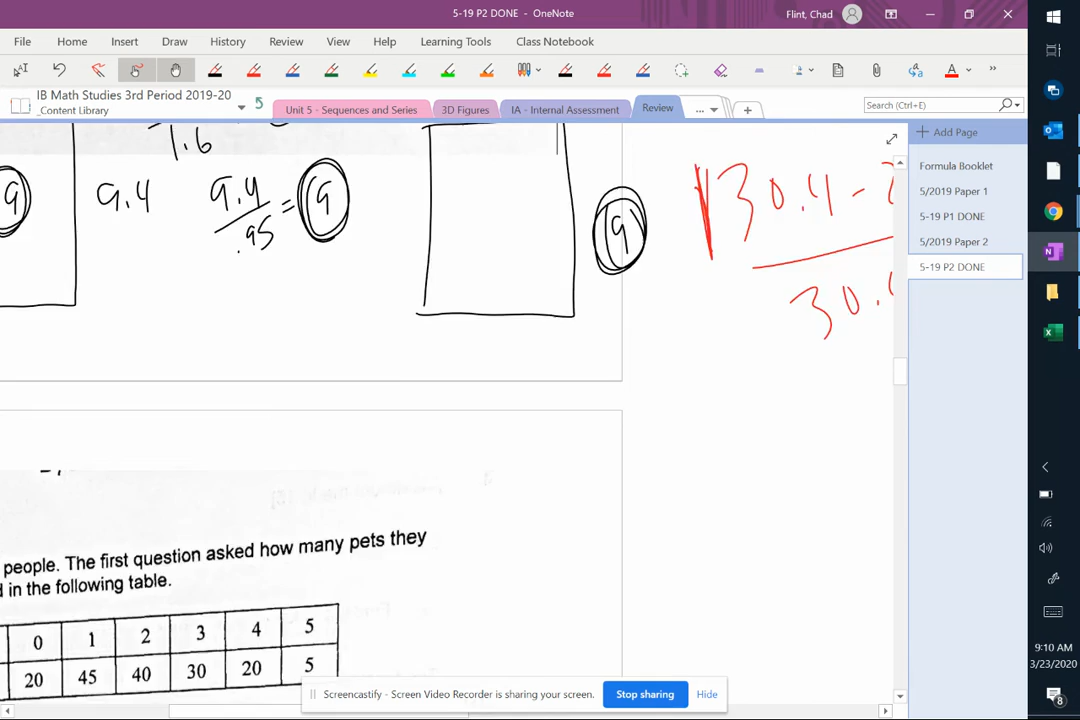 5-19 P2 DONE - OneNote
Flint, Chad
File Home Insert Draw History Review View Help Learning Tools Class Notebook
IB Math Studies 3rd Period 2019-20
_Content Library
Unit 5 - Sequences and Series
3D Figures
IA - Internal Assessment
Review
...
Search (Ctrl+E)
Add Page
Formula Booklet
5/2019 Paper 1
5-19 P1 DONE
5/2019 Paper 2
5-19 P2 DONE
1.6
9
9.4
9.4
.95
= 9
9
30.4 -
30.
people. The first question asked how many pets they
d in the following table.
0 1 2 3 4 5
20 45 40 30 20 5
Screencastify - Screen Video Recorder is sharing your screen.
Stop sharing
Hide
9:10 AM
3/23/2020
8